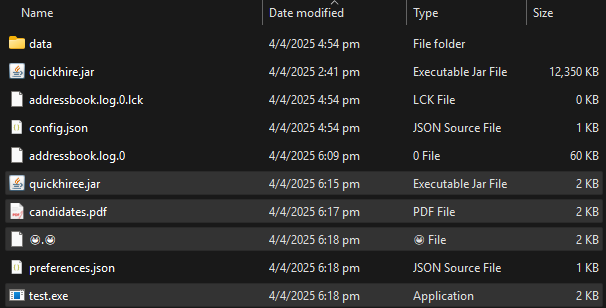 Name Date modified Type Size
data 4/4/2025 4:54 pm File folder
quickhire.jar 4/4/2025 2:41 pm Executable Jar File 12,350 KB
addressbook.log.0.lck 4/4/2025 4:54 pm LCK File 0 KB
config.json 4/4/2025 4:54 pm JSON Source File 1 KB
addressbook.log.0 4/4/2025 6:09 pm 0 File 60 KB
quickhiree.jar 4/4/2025 6:15 pm Executable Jar File 2 KB
candidates.pdf 4/4/2025 6:17 pm PDF File 2 KB
. 4/4/2025 6:18 pm File 2 KB
preferences.json 4/4/2025 6:18 pm JSON Source File 1 KB
test.exe 4/4/2025 6:18 pm Application 2 KB